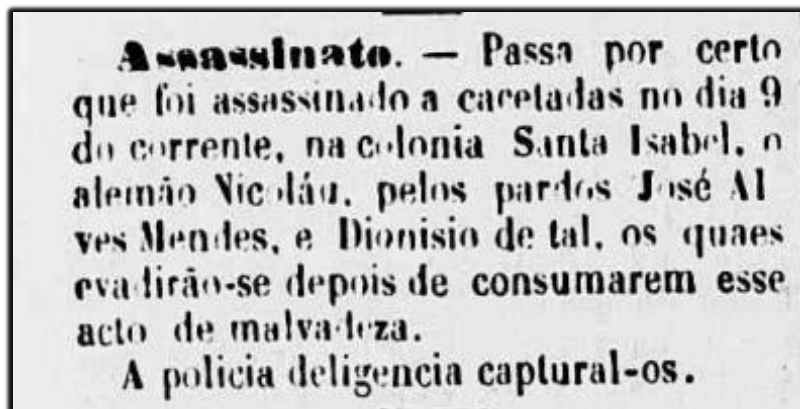 Assassinato. — Passa por certo
que foi assassinado a cacetadas no dia 9
do corrente, na colonia Santa Isabel, o
alemão Nicoláu, pelos pardos José Al
ves Mendes, e Dionisio de tal, os quaes
evadirão-se depois de consumarem esse
acto de malvadeza.
A policia deligencia captural-os.